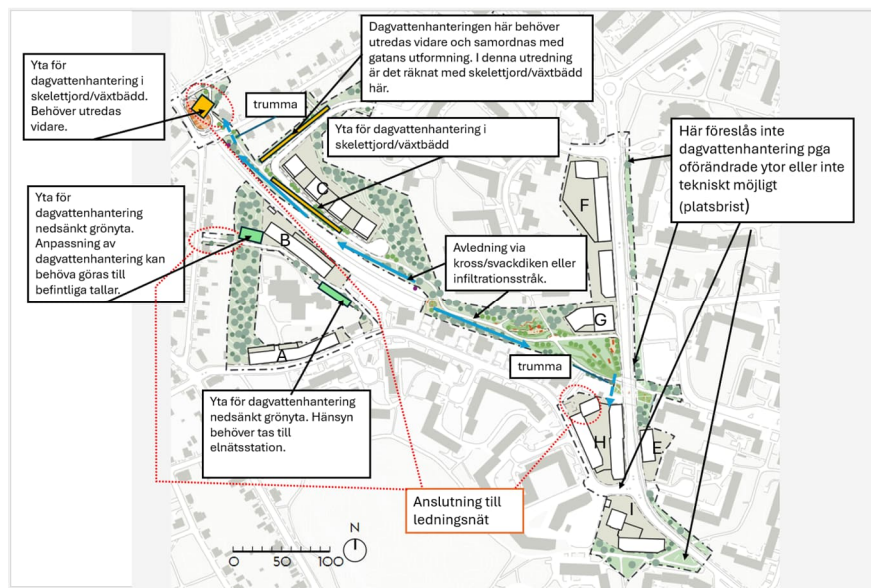 Dagvattenhanteringen här behöver
utredas vidare och samordnas med
gatans utformning. I denna utredning
är det räknat med skelettjord/växtbädd
här.
Yta för
dagvattenhantering i
skelettjord/växtbädd.
Behöver utredas
vidare.
trumma
Yta för dagvattenhantering i
skelettjord/växtbädd
Här föreslås inte
dagvattenhantering pga
oförändrade ytor eller inte
tekniskt möjligt
(platsbrist)
Yta för
dagvattenhantering
nedsänkt grönyta.
Anpassning av
dagvattenhantering kan
behöva göras till
befintliga tallar.
C
F
B
Avledning via
kross/svackdiken eller
infiltrationsstråk.
G
A
trumma
Yta för dagvattenhantering
nedsänkt grönyta. Hänsyn
behöver tas till
elnätsstation.
H
E
Anslutning till
ledningsnät
I
N
0 50 100